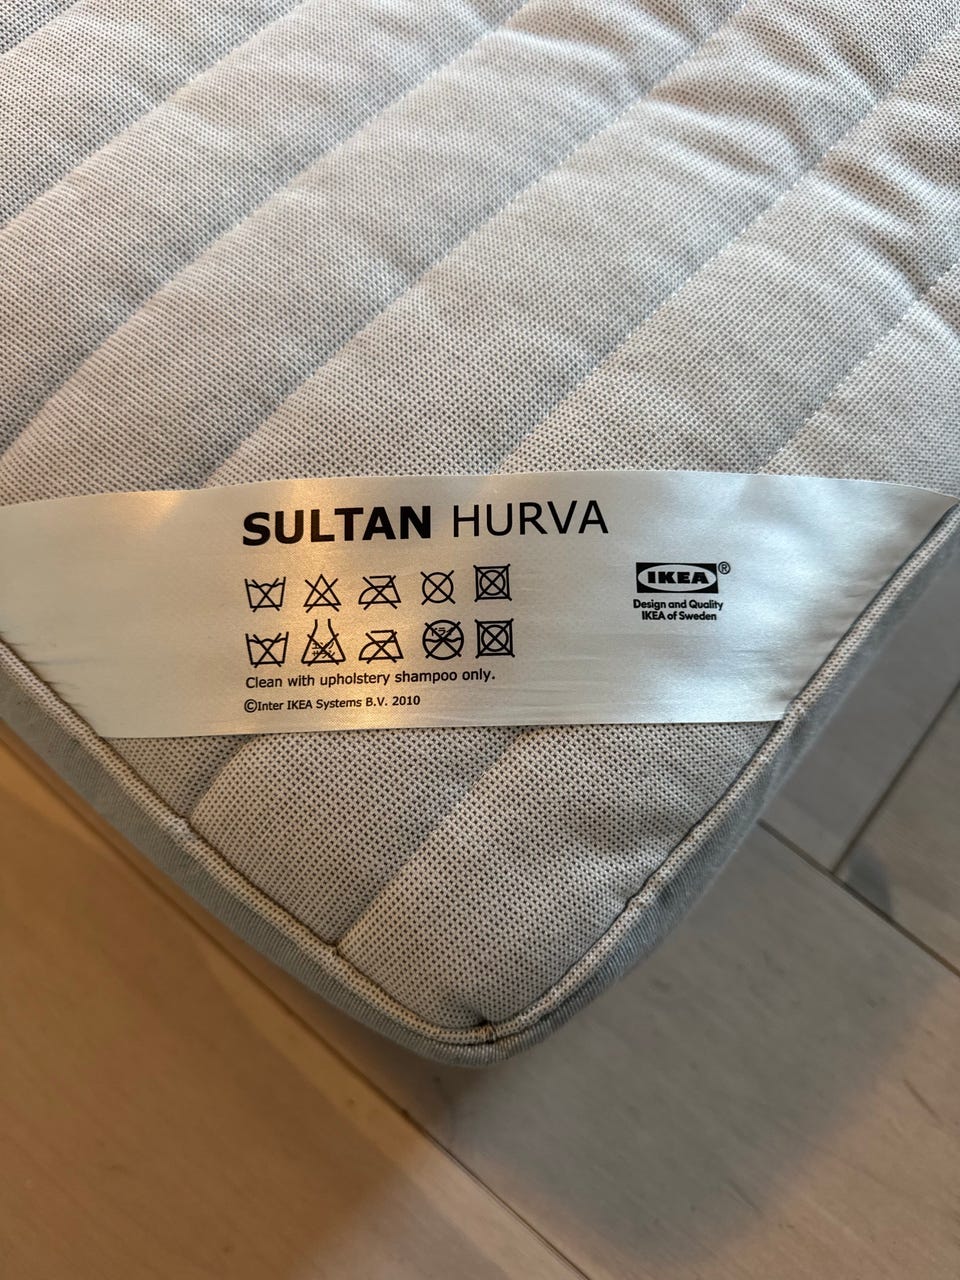 SULTAN HURVA
IKEA®
Design and Quality
IKEA of Sweden
Clean with upholstery shampoo only.
©Inter IKEA Systems B.V. 2010